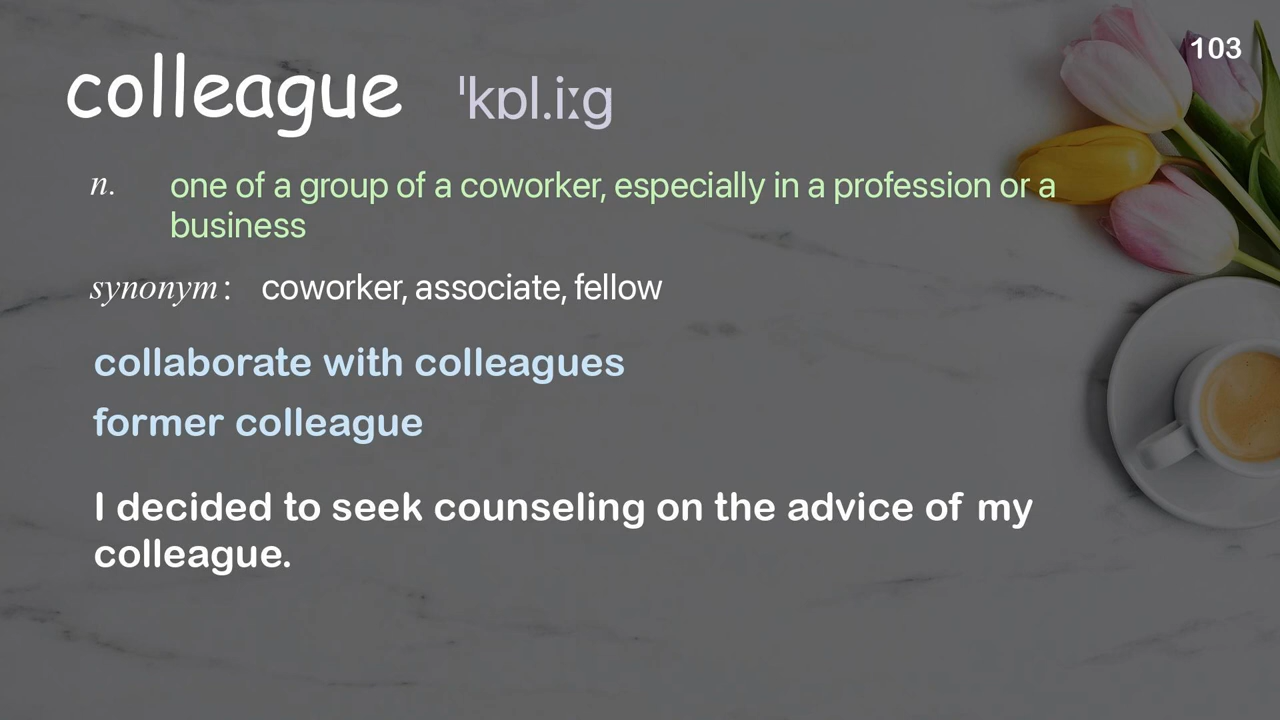 103
colleague ˈkɒl.iːg
n. one of a group of a coworker, especially in a profession or a
business
synonym : coworker, associate, fellow
collaborate with colleagues
former colleague
I decided to seek counseling on the advice of my
colleague.